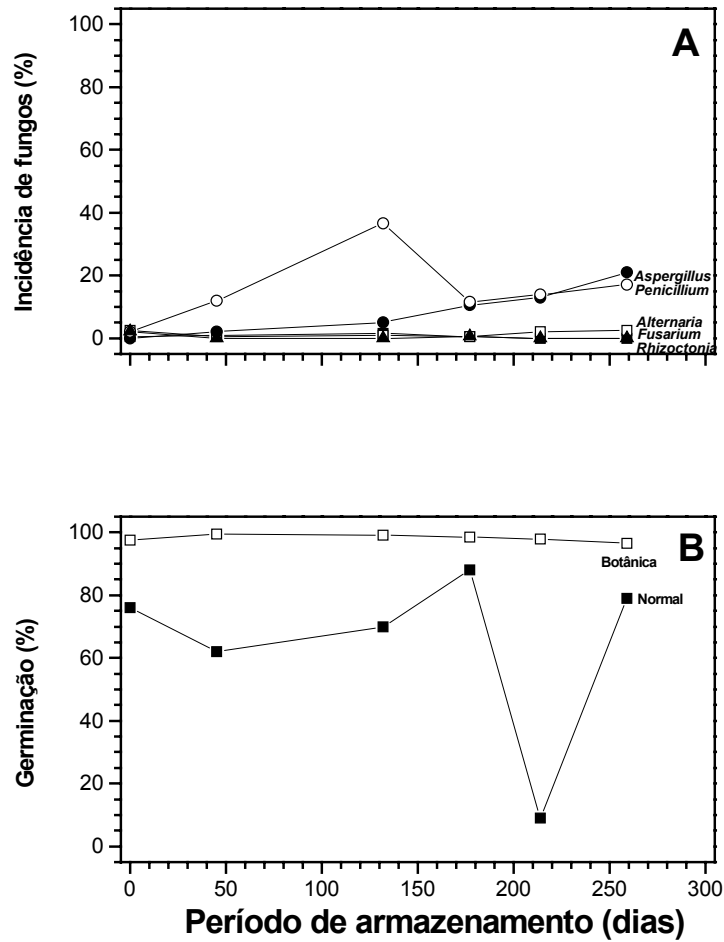 100
A
80
60
40
20
0
Incidência de fungos (%)
Aspergillus
Penicillium
Alternaria
Fusarium
Rhizoctonia
100
B
80
60
40
20
0
Germinação (%)
Botânica
Normal
0 50 100 150 200 250 300
Período de armazenamento (dias)